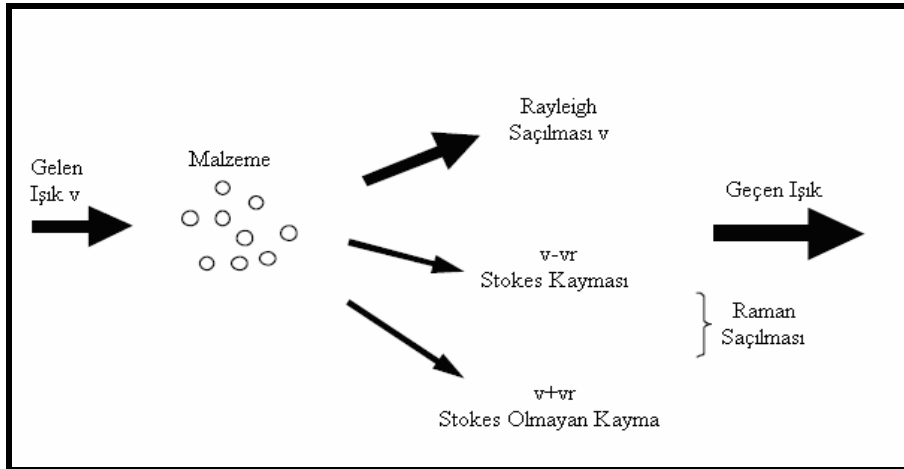 Gelen
Işık v
Malzeme
Rayleigh
Saçılması v
v-vr
Stokes Kayması
v+vr
Stokes Olmayan Kayma
Geçen Işık
Raman
Saçılması